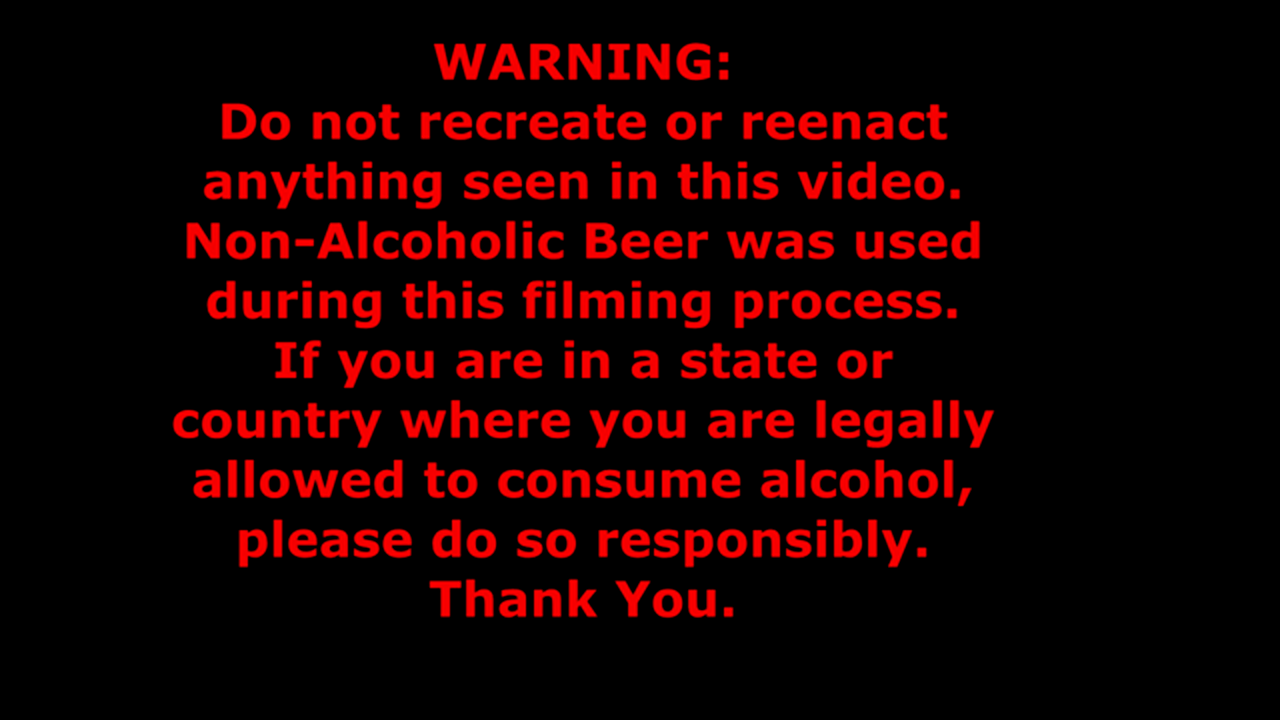 WARNING:
Do not recreate or reenact
anything seen in this video.
Non-Alcoholic Beer was used
during this filming process.
If you are in a state or
country where you are legally
allowed to consume alcohol,
please do so responsibly.
Thank You.